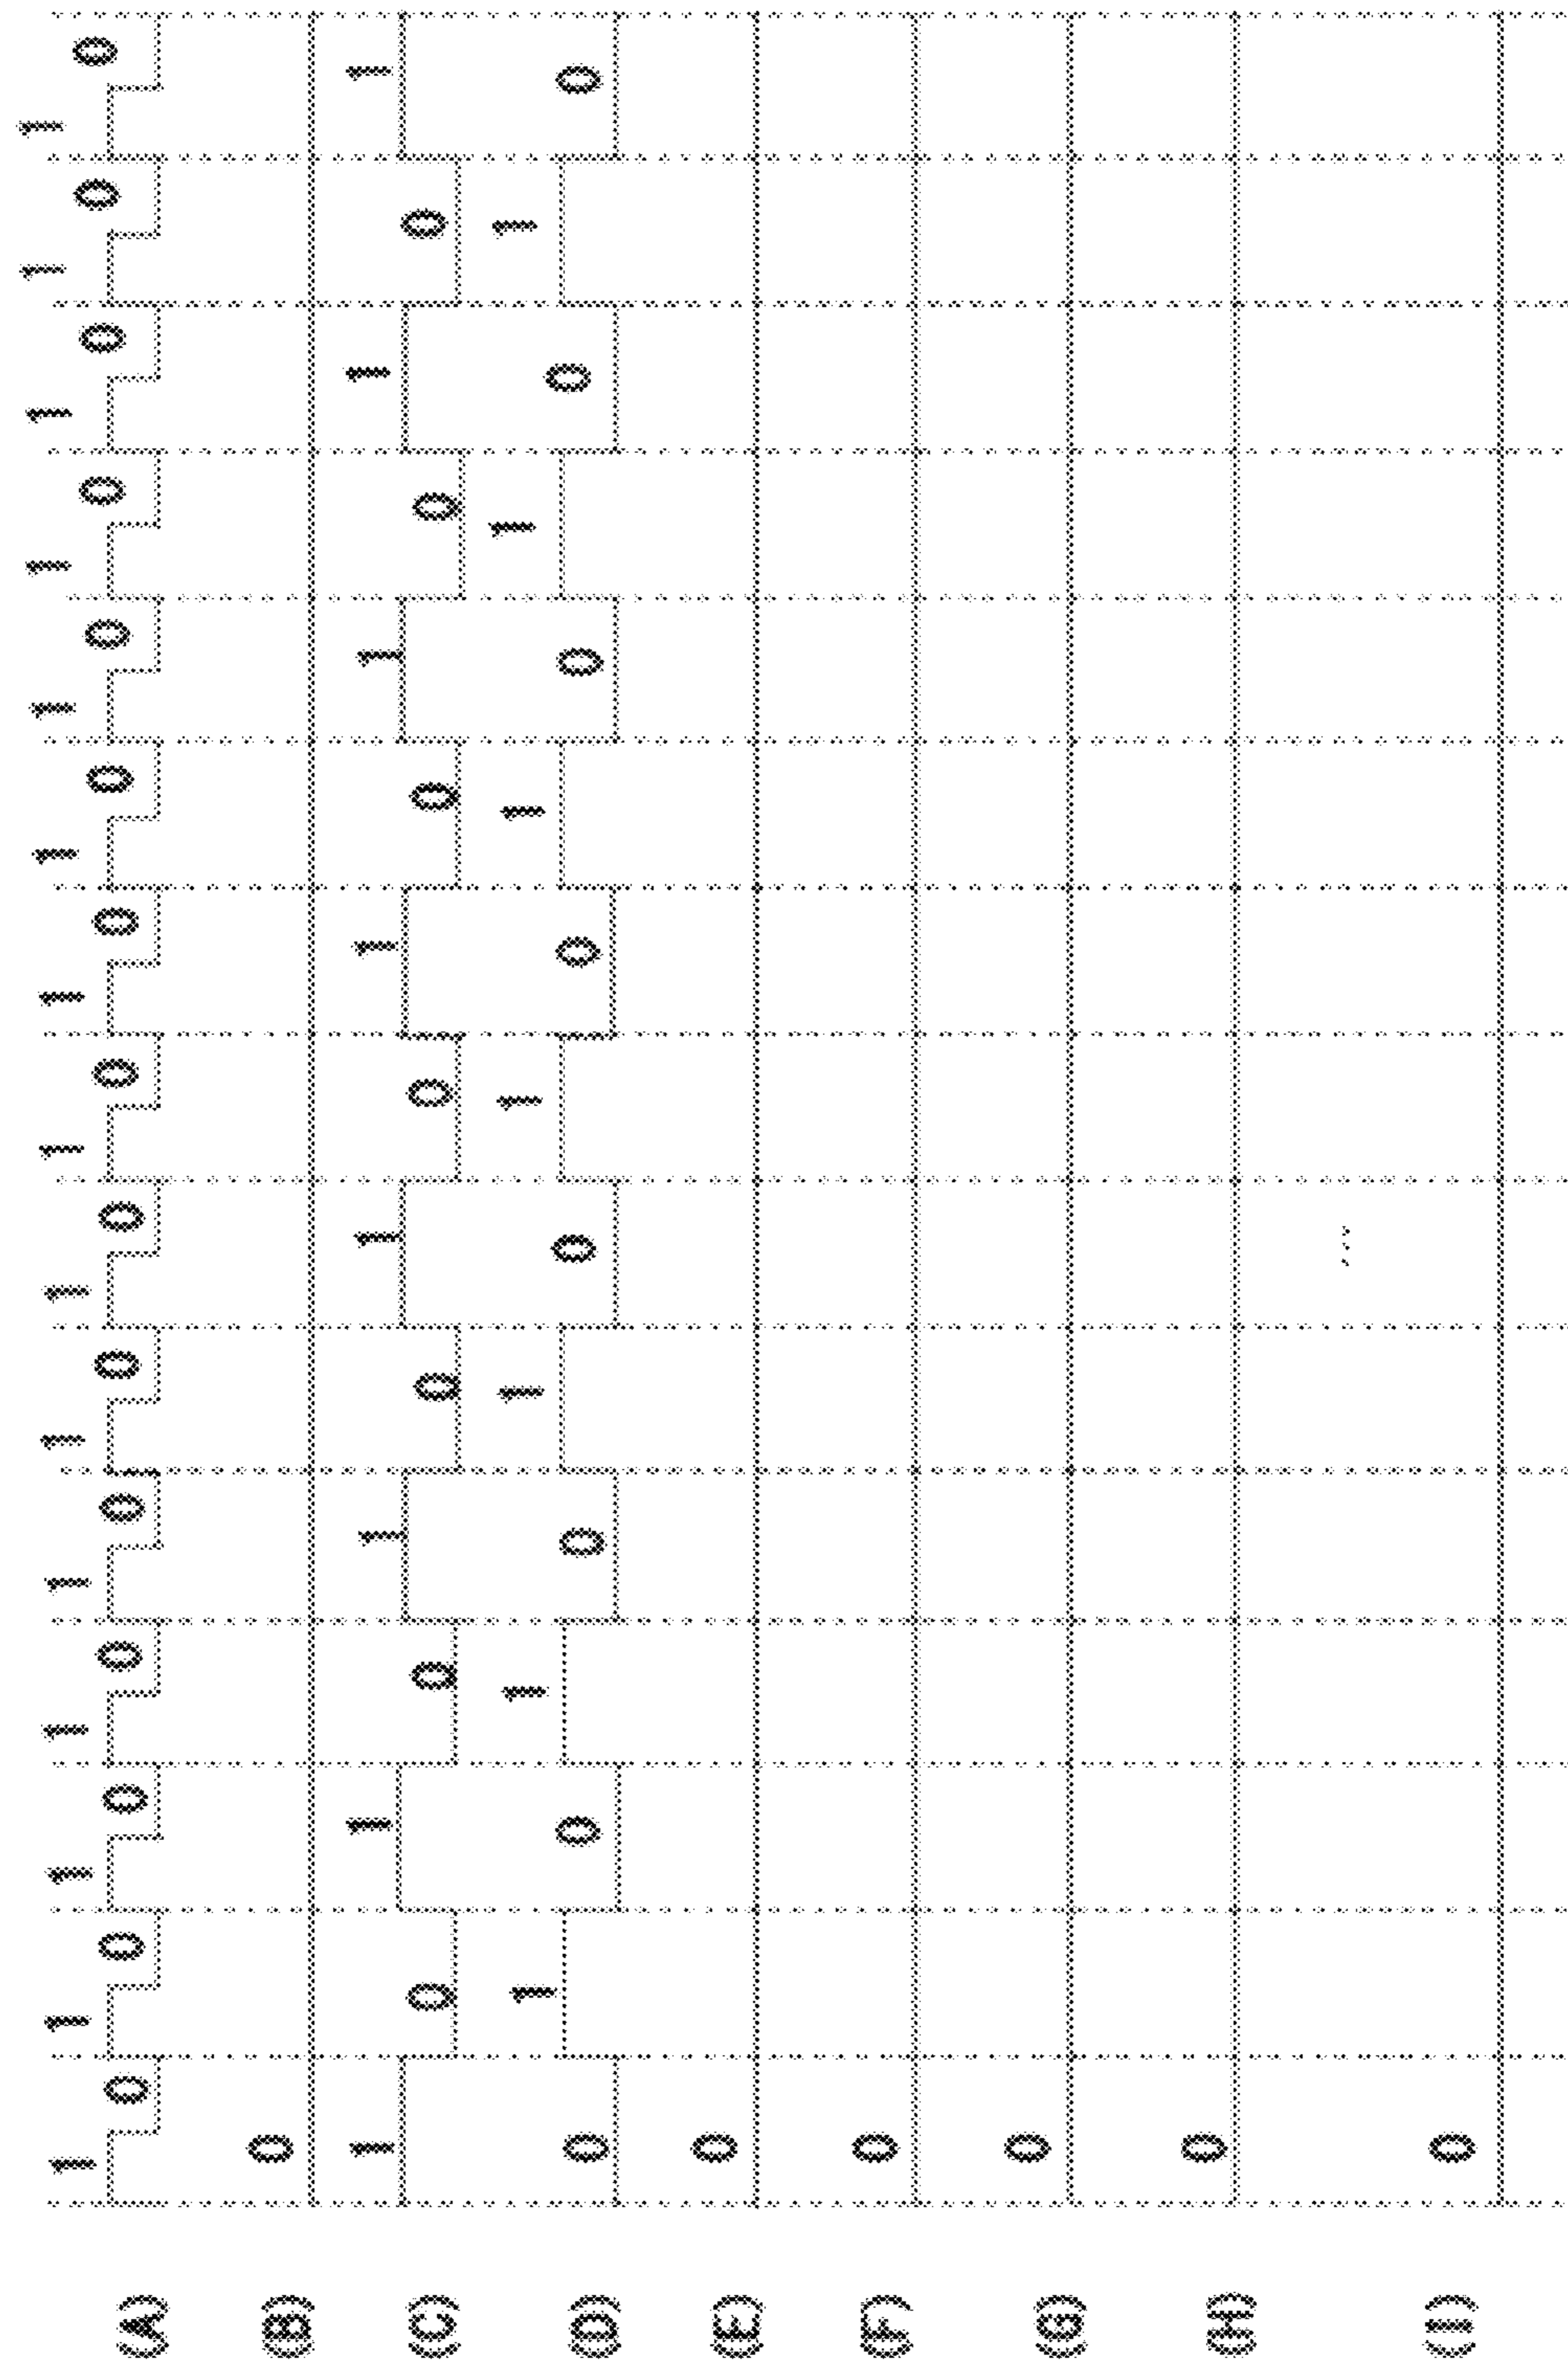 (A) 1 0 1 0 1 0 1 0 1 0 1 0 1 0 1 0 1 0 1 0 1 0 1 0 1 0 1 0 1 0
(B) 0
(C) 1 0 1 0 1 0 1 0 1 0 1 0 1 0 1
(D) 0 1 0 1 0 1 0 1 0 1 0 1 0 1 0
(E) 0
(F) 0
(G) 0
(H) 0
...
(I) 0